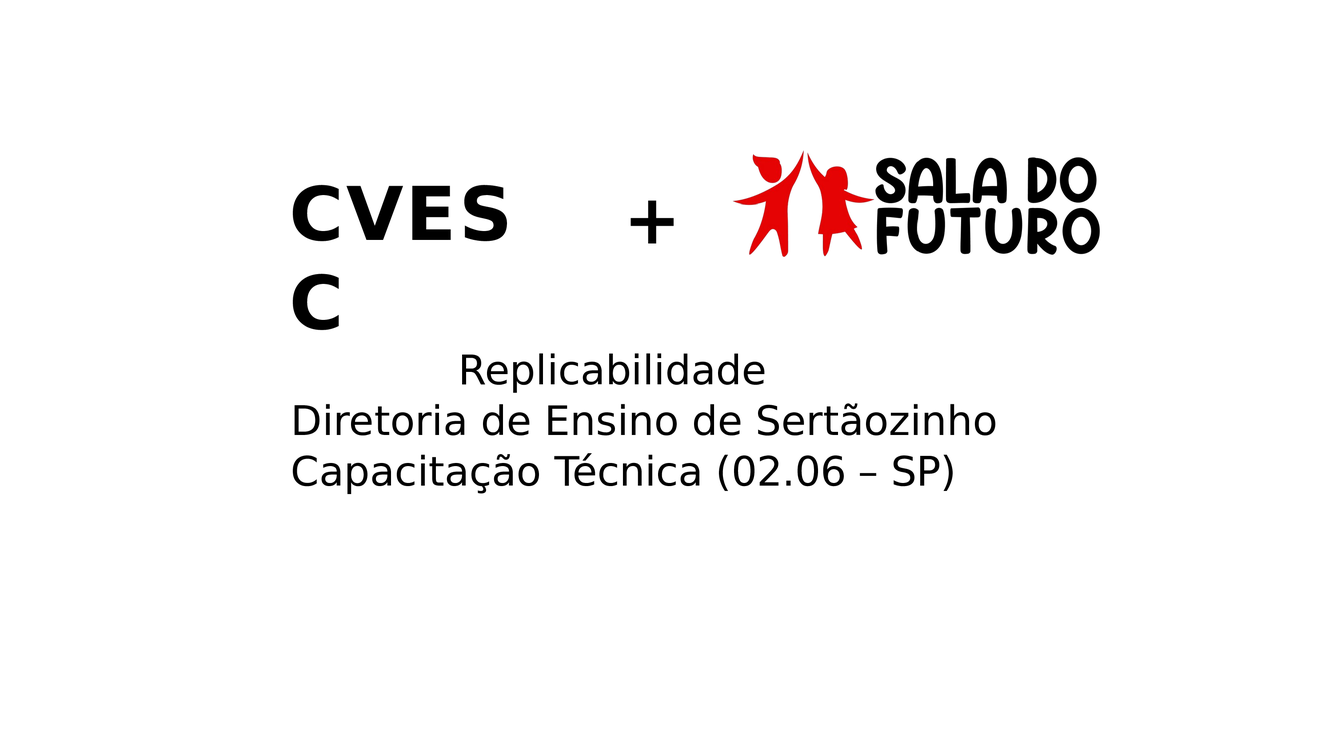 CVES
C
+
SALA DO
FUTURO
Replicabilidade
Diretoria de Ensino de Sertãozinho
Capacitação Técnica (02.06 – SP)